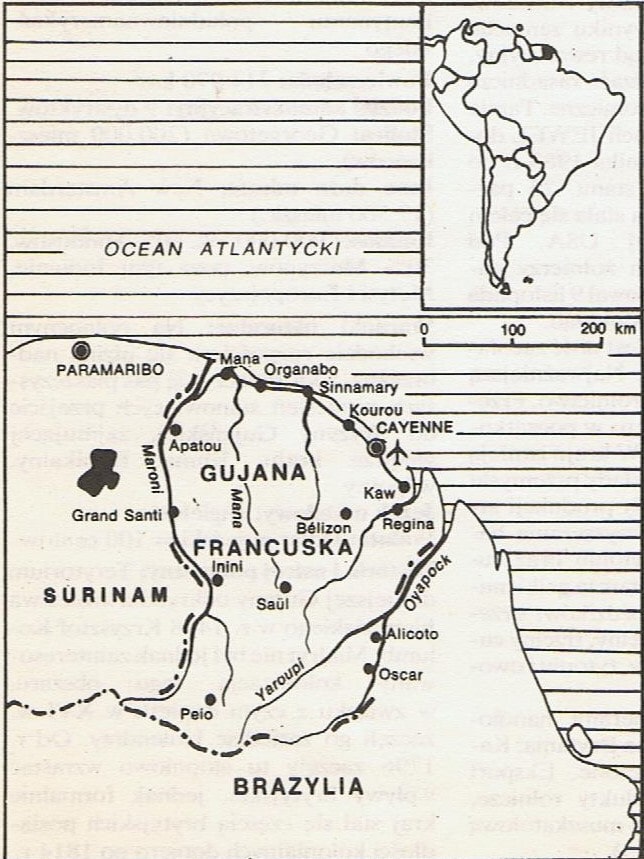 OCEAN ATLANTYCKI
0 100 200 km
PARAMARIBO
Mana
Organabo
Sinnamary
Kourou
CAYENNE
Apatou
Maroni
GUJANA
Mana
Kaw
Grand Santi
Bélizon
Regina
FRANCUSKA
Inini
Oyapock
SURINAM
Saül
Alicoto
Yaroupi
Oscar
Peio
BRAZYLIA